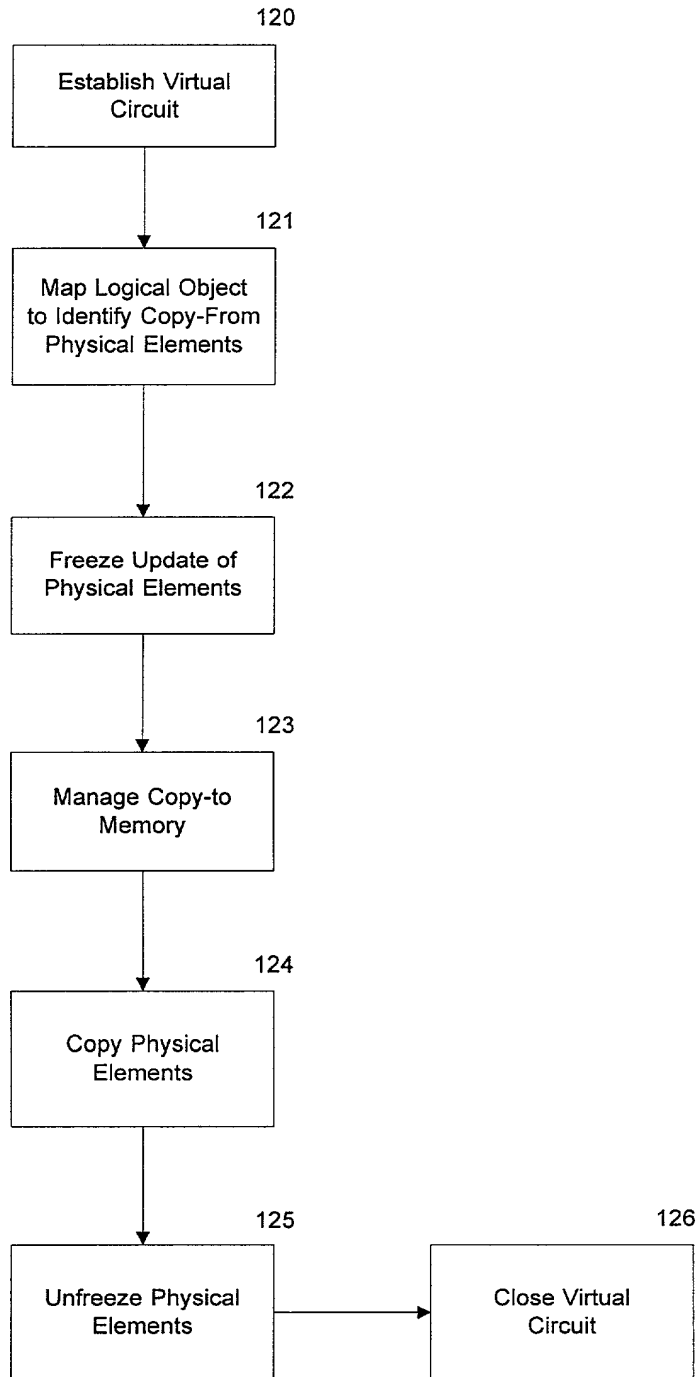 120
Establish Virtual
Circuit
121
Map Logical Object
to Identify Copy-From
Physical Elements
122
Freeze Update of
Physical Elements
123
Manage Copy-to
Memory
124
Copy Physical
Elements
125
Unfreeze Physical
Elements
126
Close Virtual
Circuit